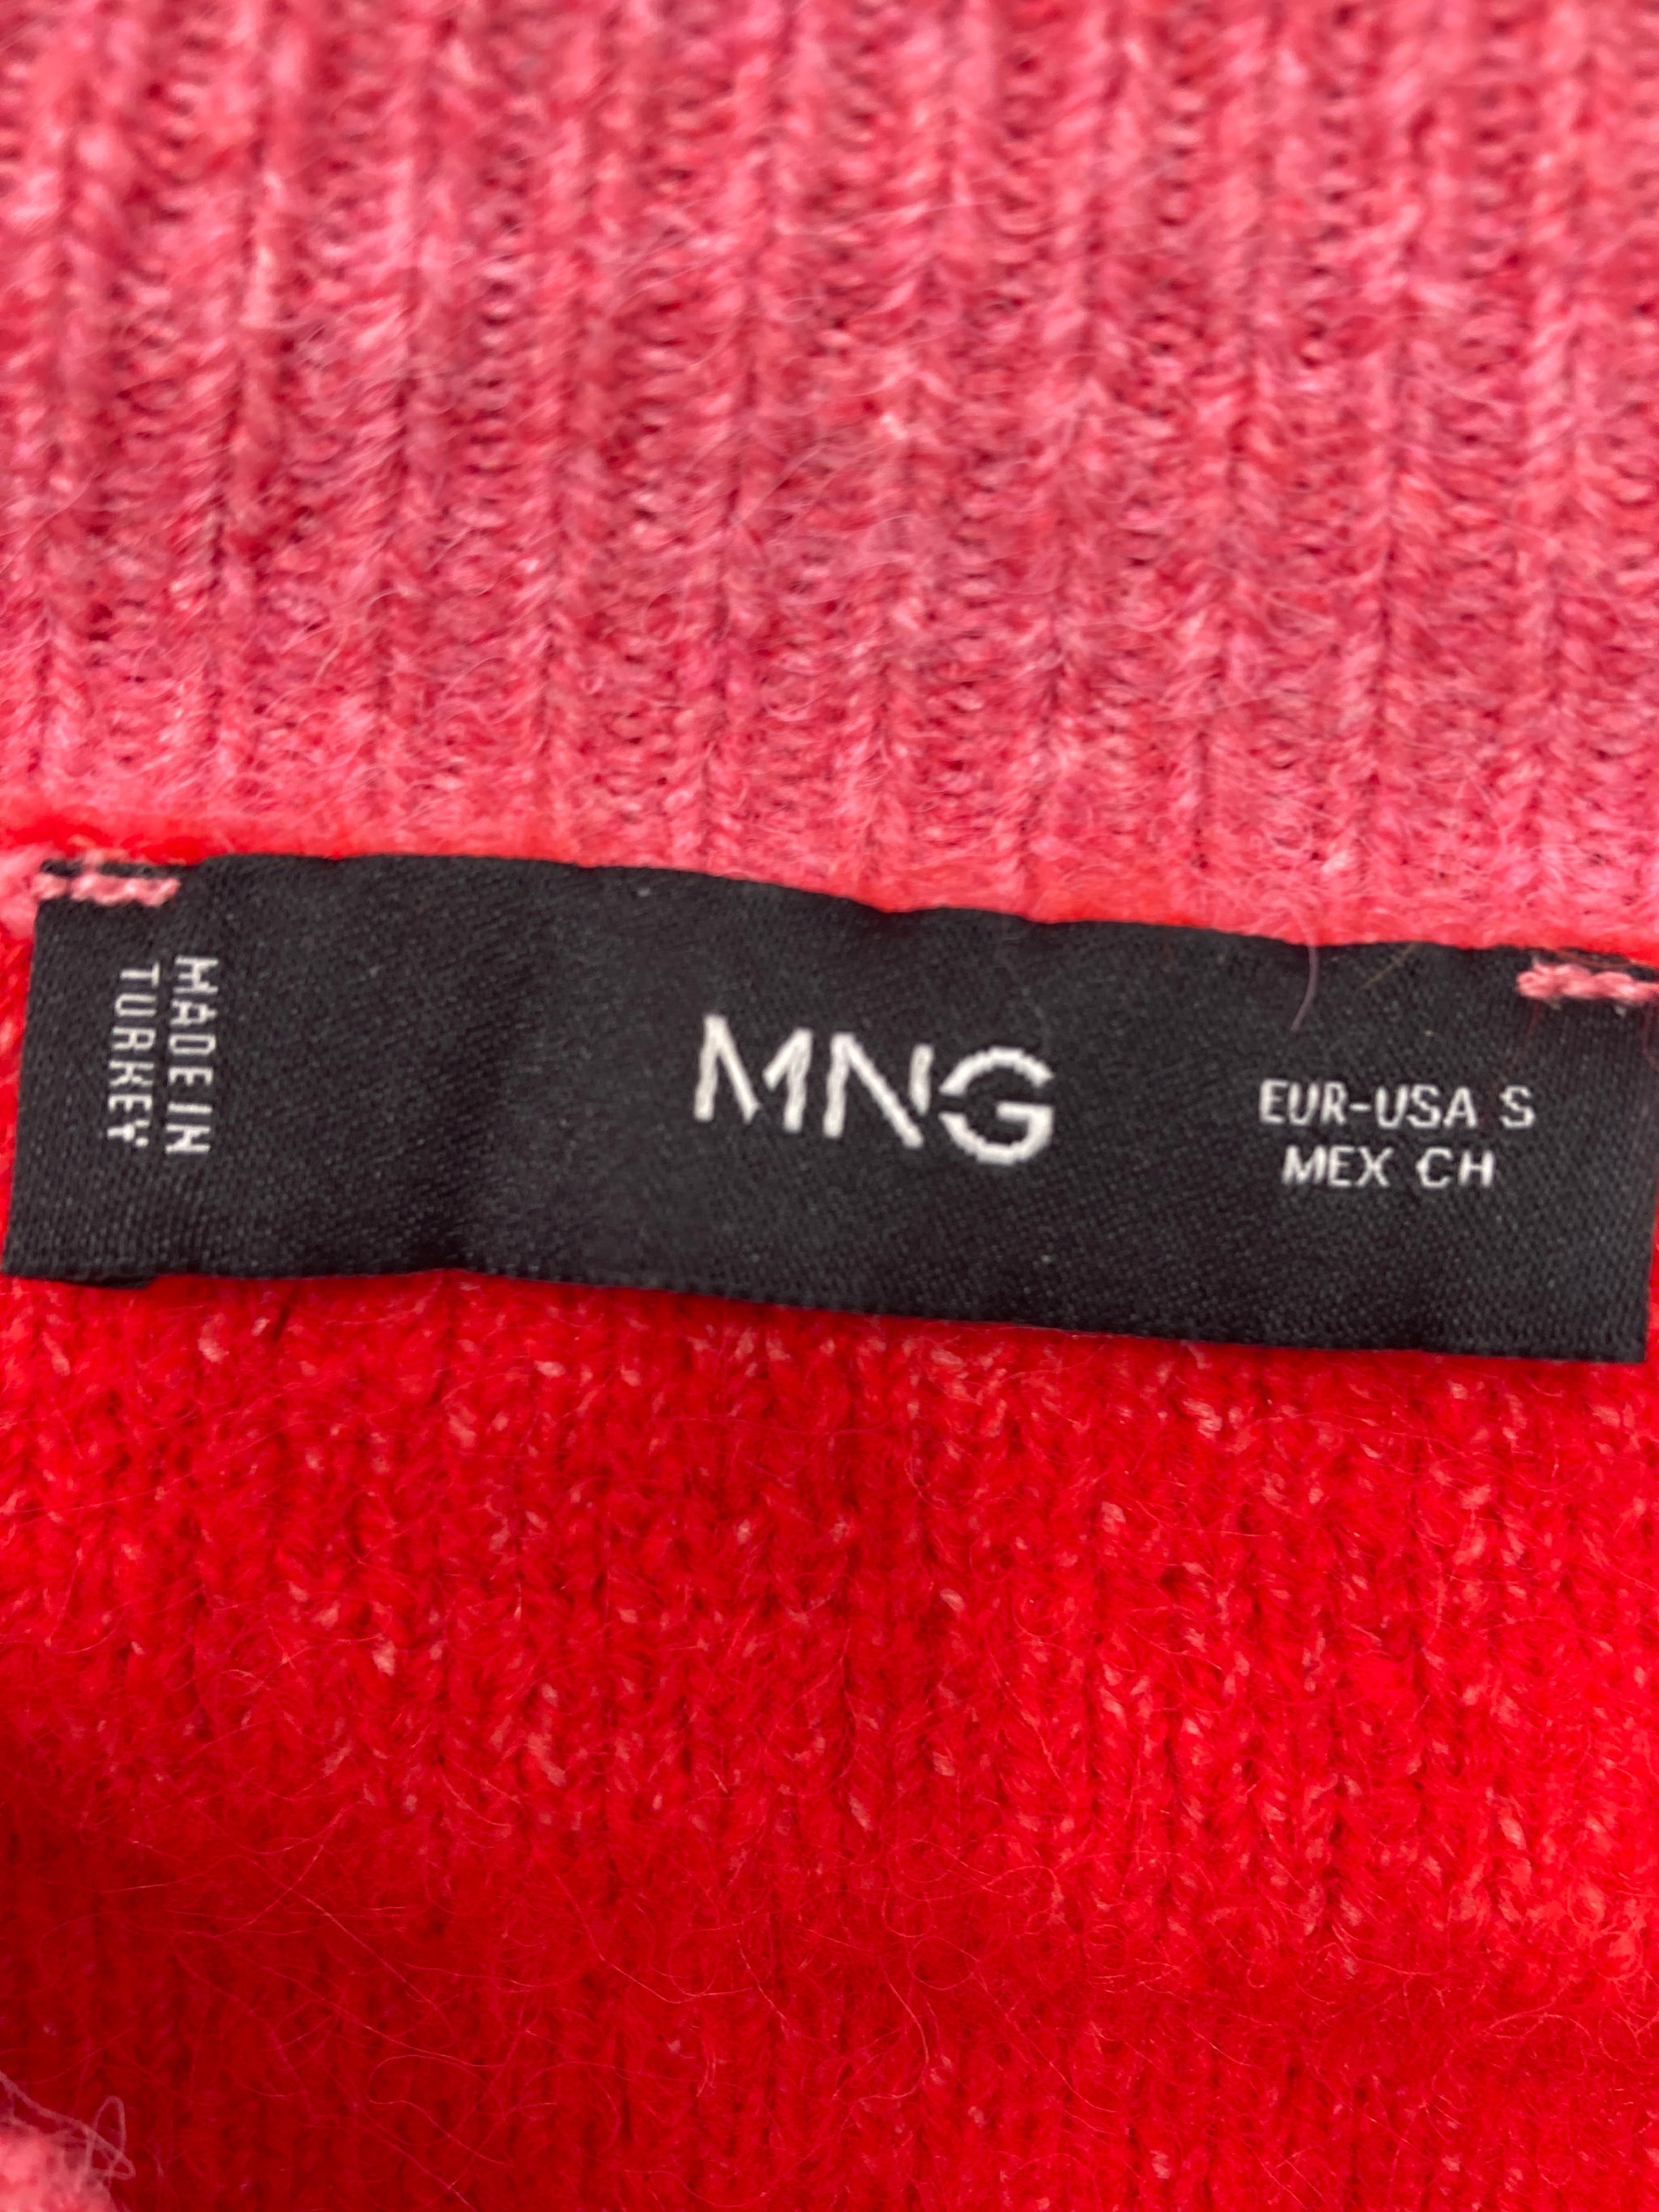 MADE IN
TURKEY
MNG
EUR-USA S
MEX CH